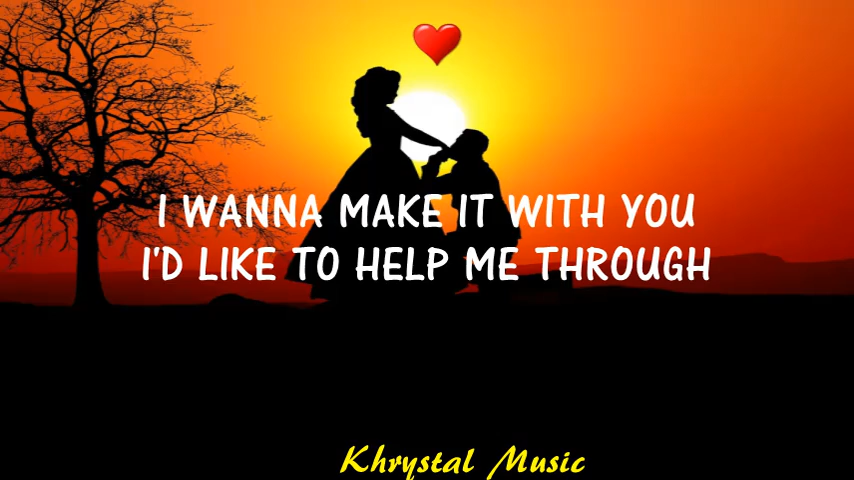 I WANNA MAKE IT WITH YOU
I'D LIKE TO HELP ME THROUGH
Khrystal Music